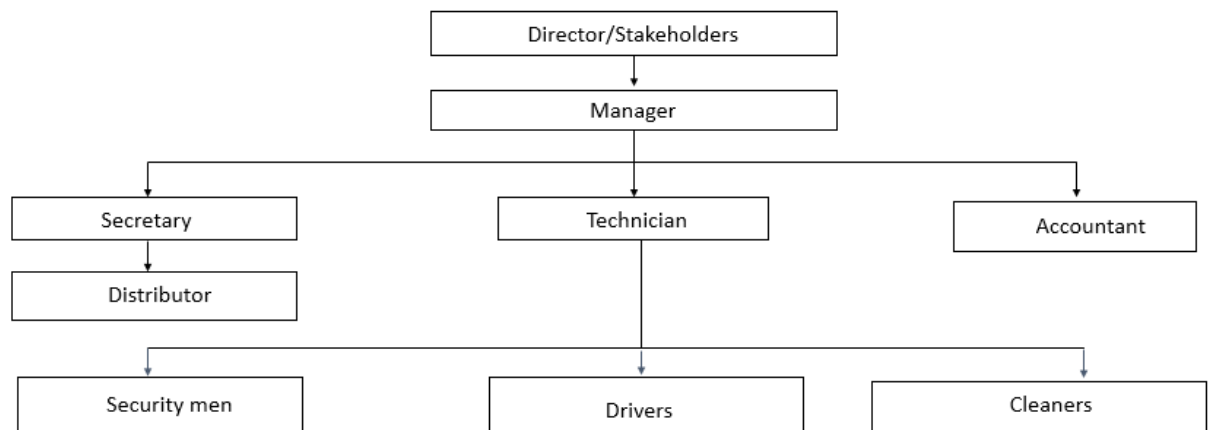 Director/Stakeholders
Manager
Secretary
Technician
Accountant
Distributor
Security men
Drivers
Cleaners